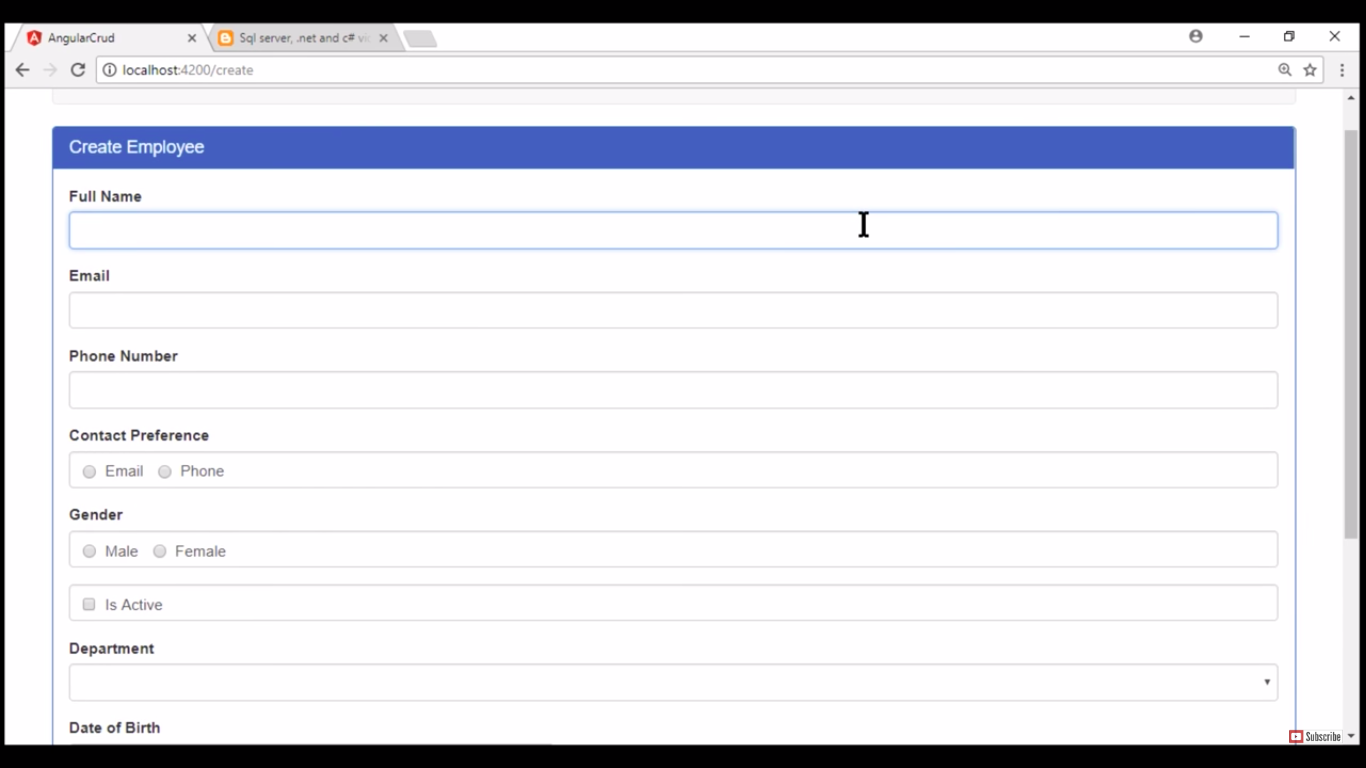 AngularCrud
Sql server, .net and c# vi
localhost:4200/create
Create Employee
Full Name
Email
Phone Number
Contact Preference
Email Phone
Gender
Male Female
Is Active
Department
Date of Birth
Subscribe